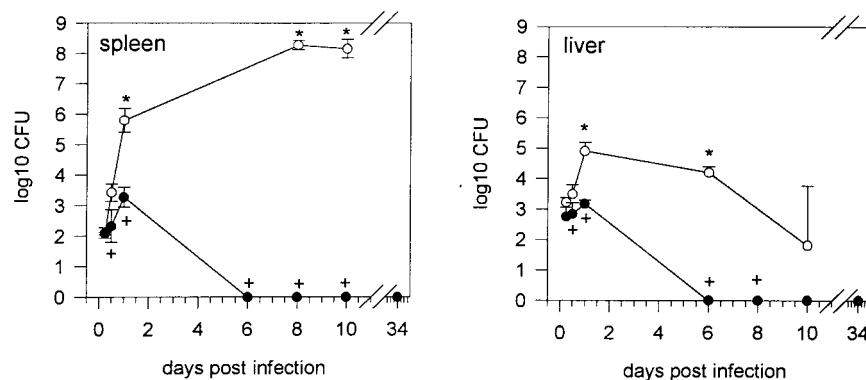 spleen
log10 CFU
9
8
7
6
5
4
3
2
1
0
* * *
+ + + + +
0 2 4 6 8 10 34
days post infection
liver
log10 CFU
9
8
7
6
5
4
3
2
1
0
* *
+ + + +
0 2 4 6 8 10 34
days post infection